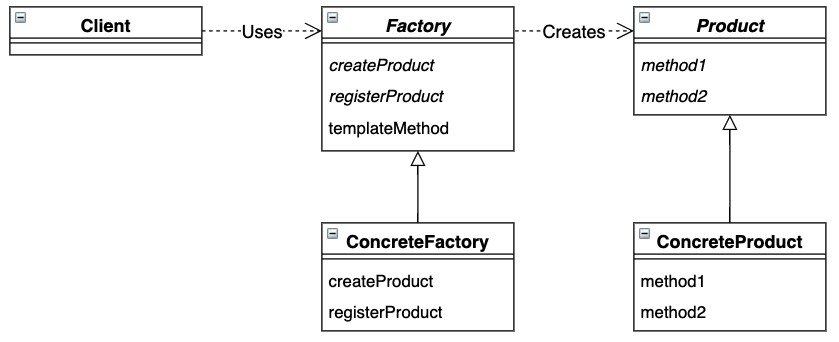 Client
Uses
Factory
createProduct
registerProduct
templateMethod
Creates
Product
method1
method2
ConcreteFactory
createProduct
registerProduct
ConcreteProduct
method1
method2